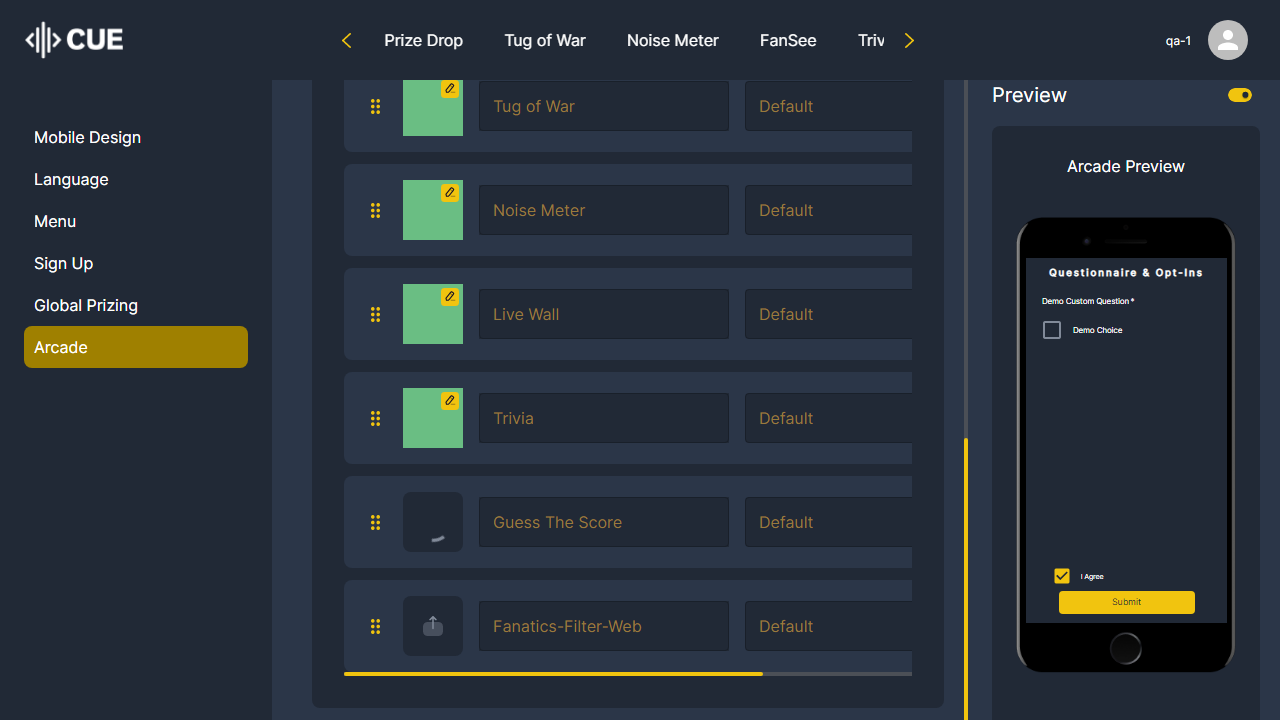 CUE
Prize Drop
Tug of War
Noise Meter
FanSee
Triv
qa-1
Mobile Design
Language
Menu
Sign Up
Global Prizing
Arcade
Tug of War
Default
Noise Meter
Default
Live Wall
Default
Trivia
Default
Guess The Score
Default
Fanatics-Filter-Web
Default
Preview
Arcade Preview
Questionnaire & Opt-Ins
Demo Custom Question *
Demo Choice
I Agree
Submit